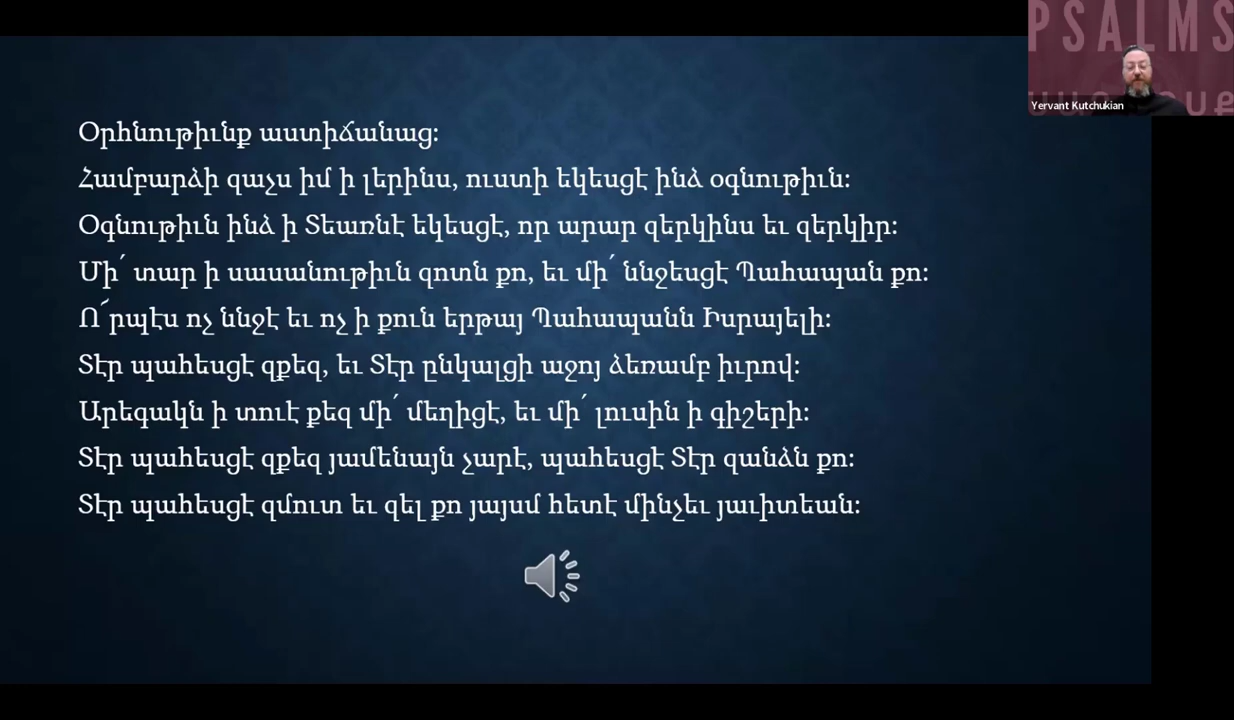 PSALMS
Yervant Kutchukian
Օրհնութիւնք աստիճանաց։
Համբարձի զաչս իմ ի լերինս, ուստի եկեսցէ ինձ օգնութիւն։
Օգնութիւն ինձ ի Տեառնէ եկեսցէ, որ արար զերկինս եւ զերկիր։
Մի՛ տար ի սասանութիւն զոտն քո, եւ մի՛ ննջեսցէ Պահապան քո։
Ո՜րպէս ոչ ննջէ եւ ոչ ի քուն երթայ Պահապանն Իսրայելի։
Տէր պահեսցէ զքեզ, եւ Տէր ընկալցի աջոյ ձեռամբ իւրով։
Արեգակն ի տուէ քեզ մի՛ մեղիցէ, եւ մի՛ լուսին ի գիշերի։
Տէր պահեսցէ զքեզ յամենայն չարէ, պահեսցէ Տէր զանձն քո։
Տէր պահեսցէ զմուտ եւ զել քո յայսմ հետէ մինչեւ յաւիտեան։